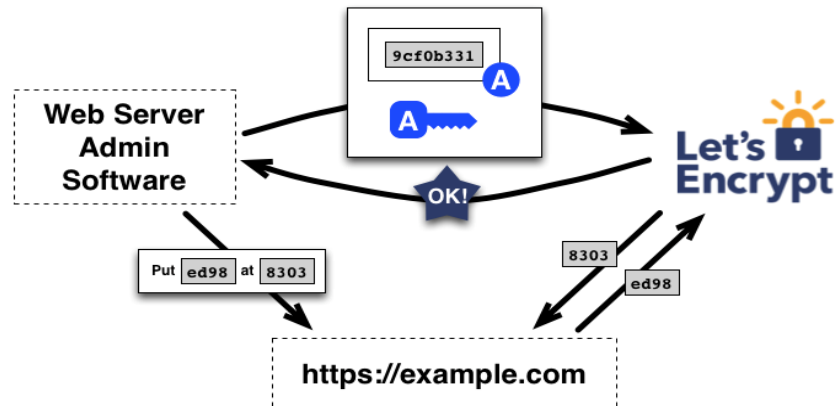 9cf0b331
A
A
Web Server
Admin
Software
Let's
Encrypt
OK!
Put ed98 at 8303
8303
ed98
https://example.com